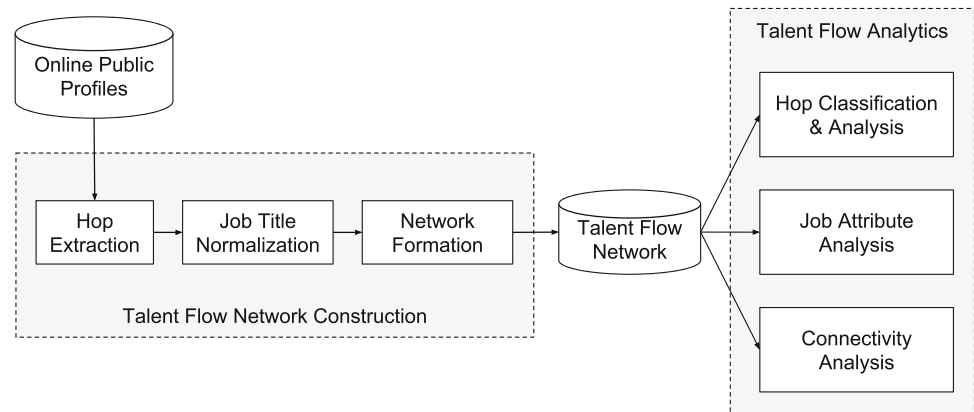 Online Public
Profiles
Hop
Extraction
Job Title
Normalization
Network
Formation
Talent Flow Network Construction
Talent Flow
Network
Talent Flow Analytics
Hop Classification
& Analysis
Job Attribute
Analysis
Connectivity
Analysis